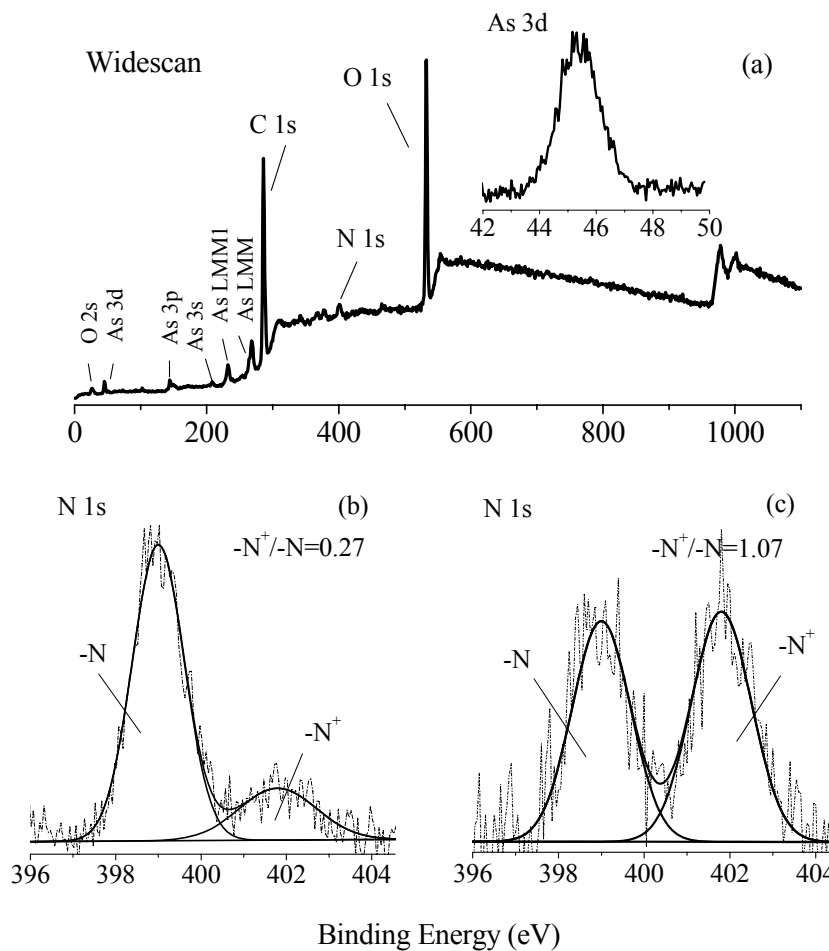 As 3d
Widescan
(a)
O 1s
C 1s
N 1s
O 2s
As 3d
As 3p
As 3s
As LMM1
As LMM
42 44 46 48 50
0 200 400 600 800 1000
N 1s
(b)
-N⁺/-N=0.27
-N
-N⁺
396 398 400 402 404
N 1s
(c)
-N⁺/-N=1.07
-N
-N⁺
396 398 400 402 404
Binding Energy (eV)